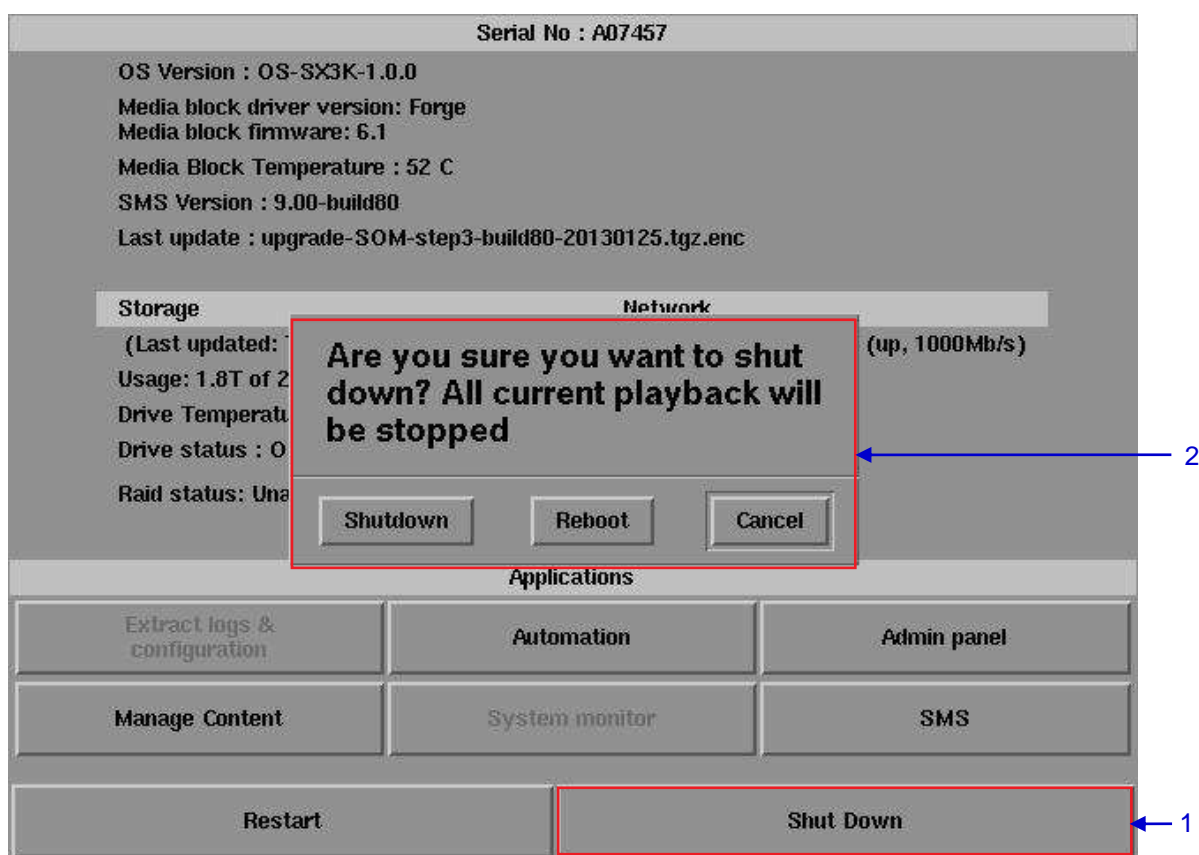 Serial No : A07457
OS Version : OS-SX3K-1.0.0
Media block driver version: Forge
Media block firmware: 6.1
Media Block Temperature : 52 C
SMS Version : 9.00-build80
Last update : upgrade-SOM-step3-build80-20130125.tgz.enc
Storage Network
(Last updated: (up, 1000Mb/s)
Usage: 1.8T of 2
Drive
Drive status : O
Raid status:
Are you sure you want to shut
down? All current playback will
be stopped
2
Shutdown Reboot Cancel
Applications
Extract logs &
configuration
Automation
Admin panel
Manage Content
System monitor
SMS
Restart
Shut Down
1